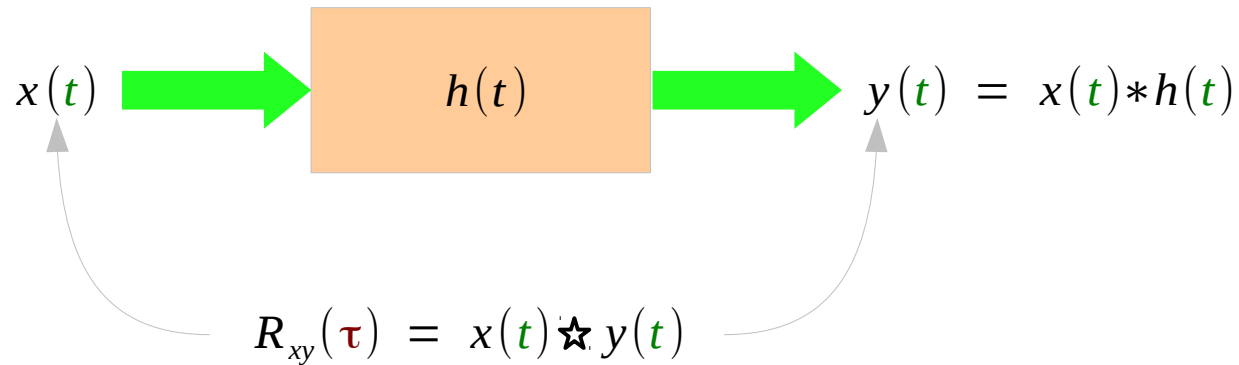 x(t) h(t) y(t) = x(t)*h(t)
R_xy(τ) = x(t)☆y(t)